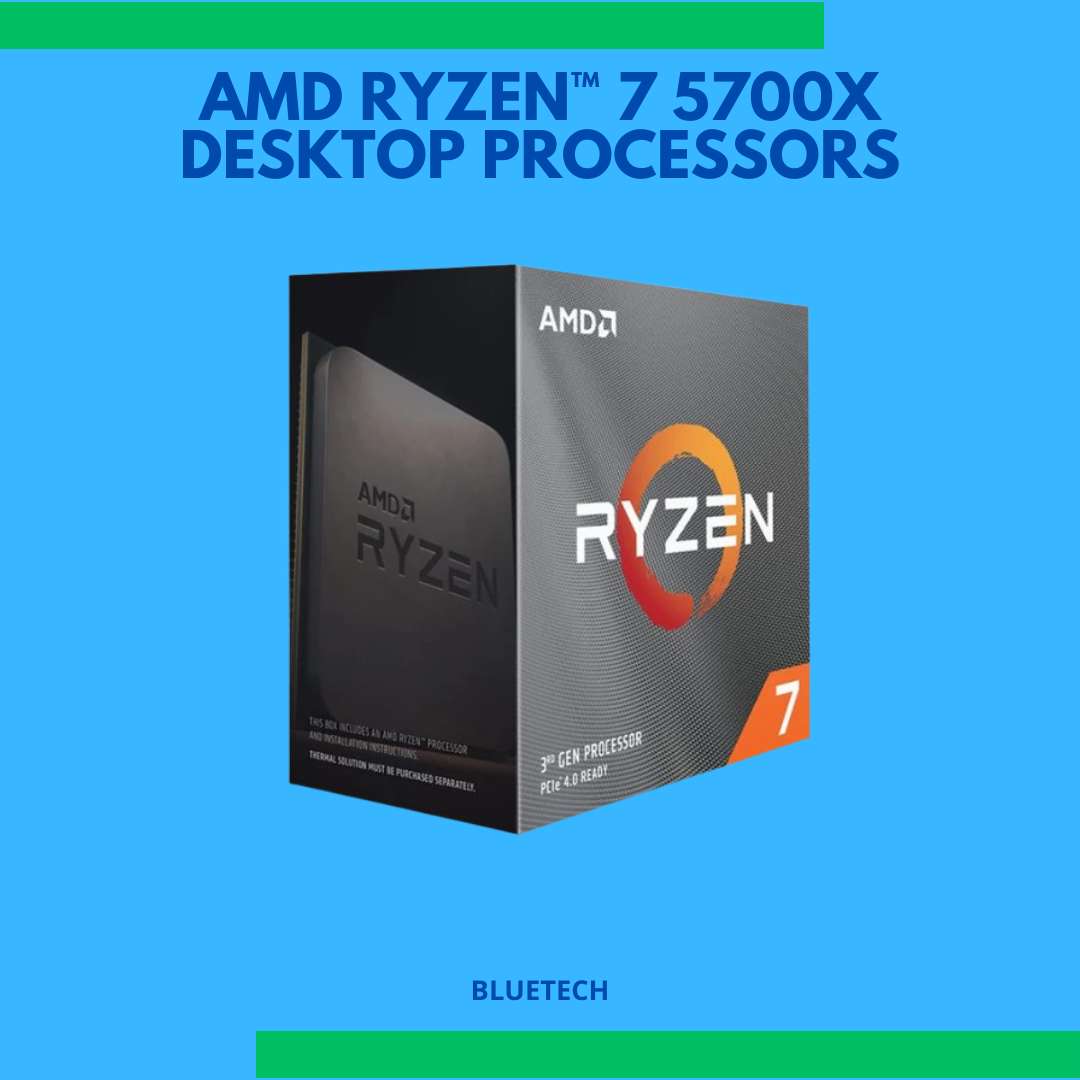 AMD RYZEN™ 7 5700X
DESKTOP PROCESSORS
AMD
RYZEN
THIS BOX INCLUDES AN AMD RYZEN™ PROCESSOR
AND INSTALLATION INSTRUCTIONS.
THERMAL SOLUTION MUST BE PURCHASED SEPARATELY.
AMD
RYZEN
7
3RD GEN PROCESSOR
PCIe® 4.0 READY
BLUETECH